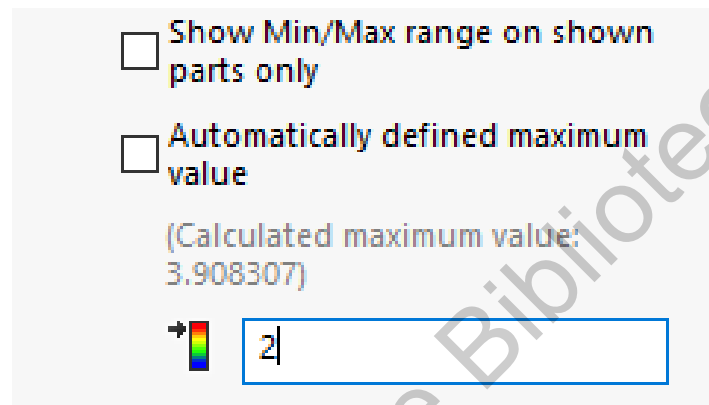 Show Min/Max range on shown
parts only
Automatically defined maximum
value
(Calculated maximum value:
3.908307)
2